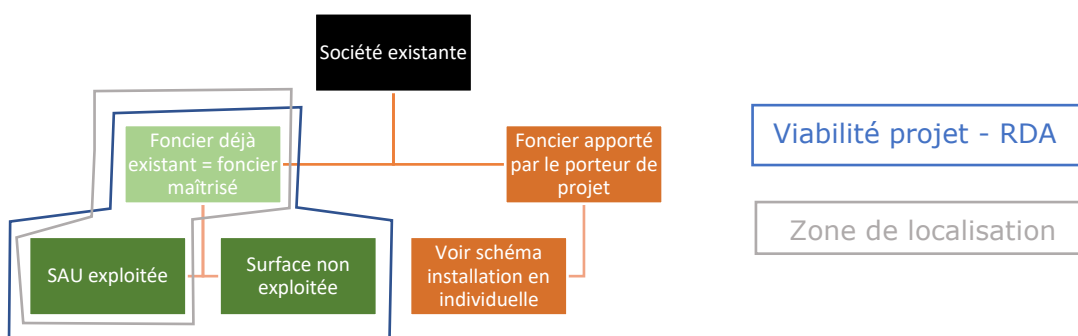 Société existante
Foncier déjà
existant = foncier
maîtrisé
Foncier apporté
par le porteur de
projet
SAU exploitée
Surface non
exploitée
Voir schéma
installation en
individuelle
Viabilité projet - RDA
Zone de localisation